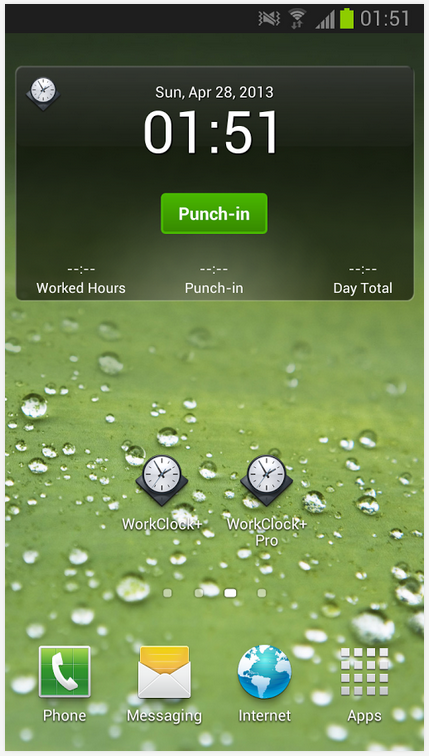 01:51
Sun, Apr 28, 2013
01:51
Punch-in
--:-- --:-- --:--
Worked Hours Punch-in Day Total
WorkClock+ WorkClock+
Pro
Phone Messaging Internet Apps